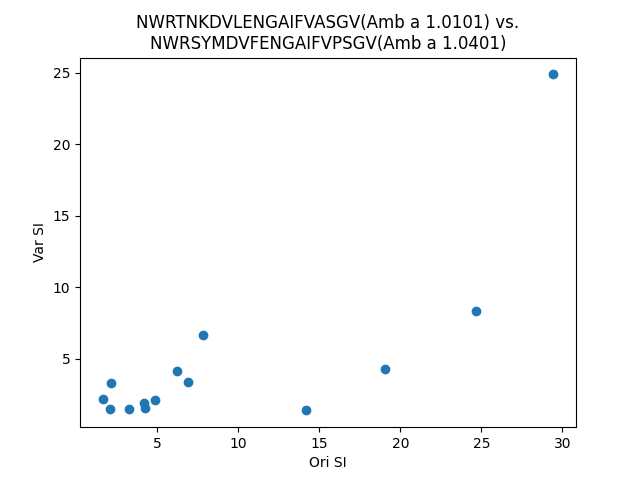 NWRTNKDVLENGAIFVASGV(Amb a 1.0101) vs.
NWRSYMDVFENGAIFVPSGV(Amb a 1.0401)
25
20
15
10
5
Var SI
5 10 15 20 25 30
Ori SI